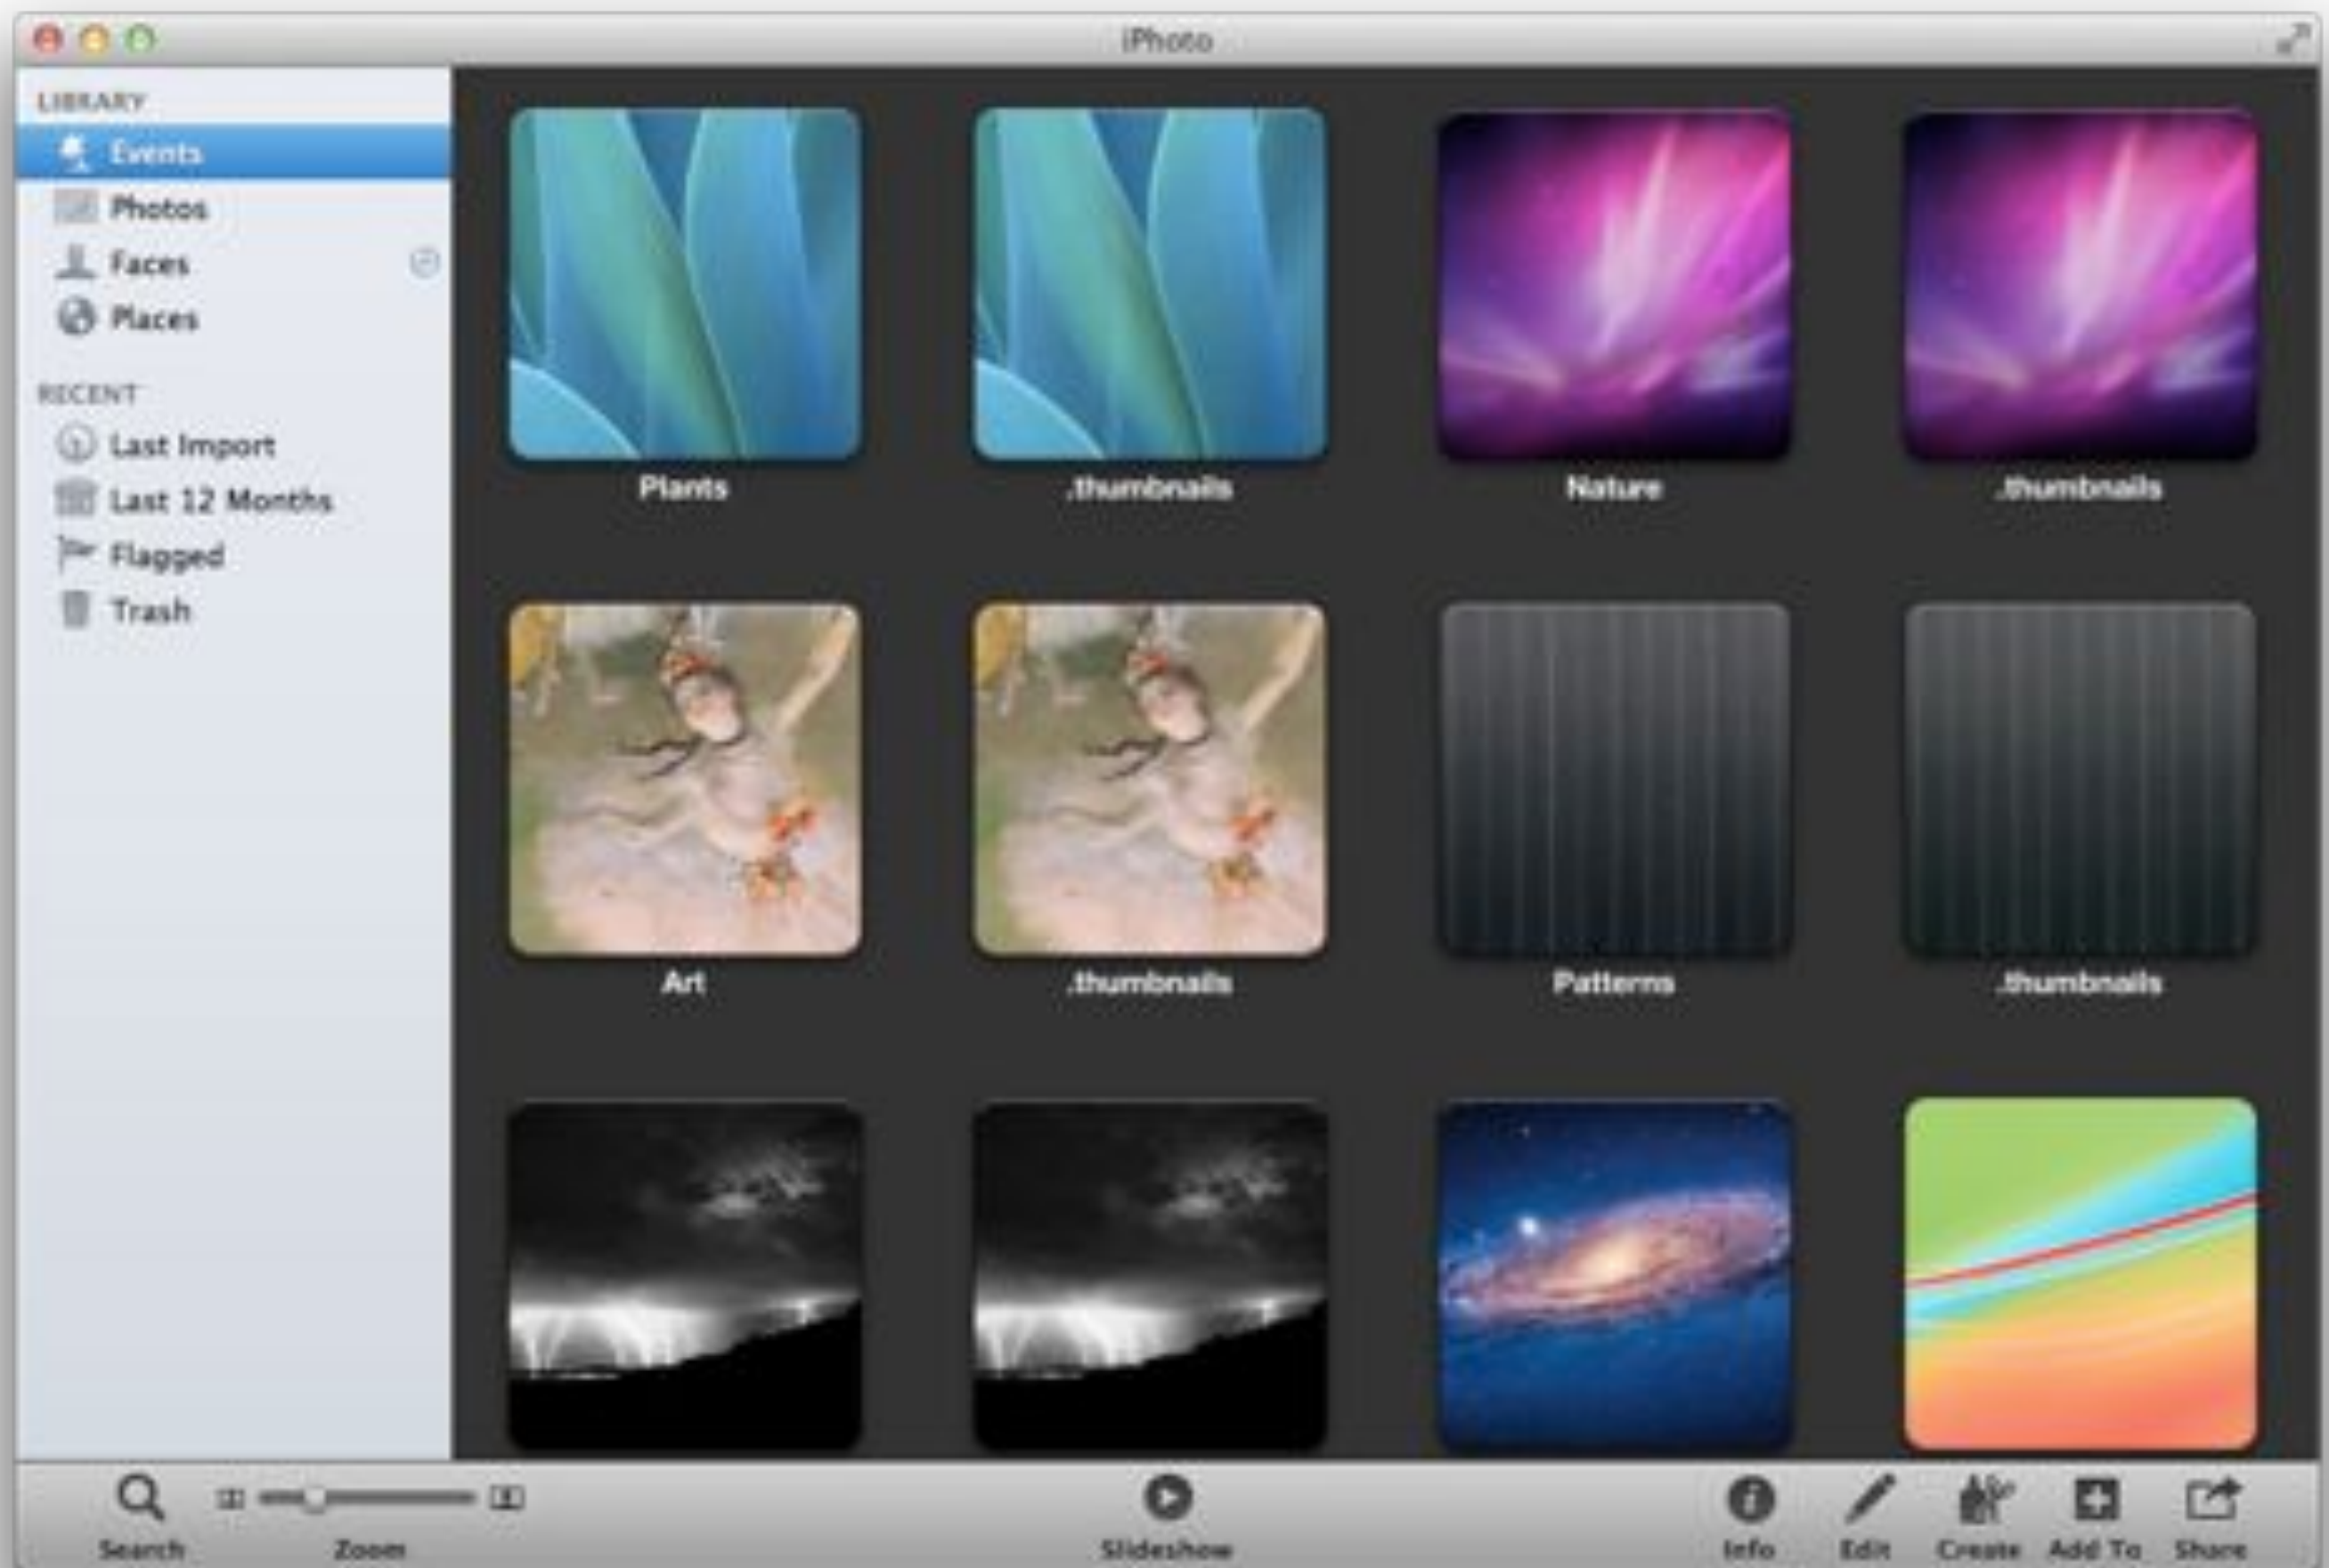 iPhoto
LIBRARY
Events
Photos
Faces
Places
RECENT
Last Import
Last 12 Months
Flagged
Trash
Plants .thumbnails Nature .thumbnails
Art .thumbnails Patterns .thumbnails
Search Zoom Slideshow Info Edit Create Add To Share